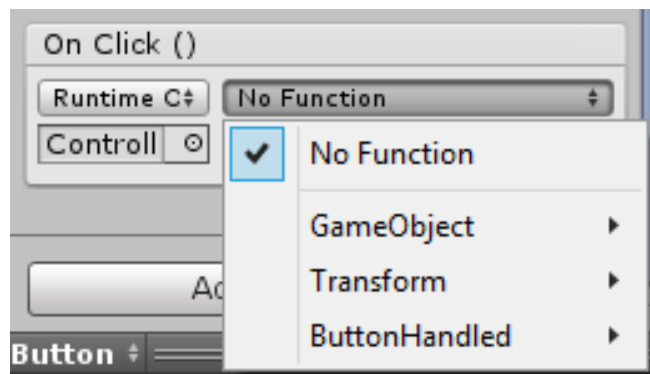 On Click ()
Runtime C No Function
Controll
No Function
GameObject
Transform
ButtonHandled
Button